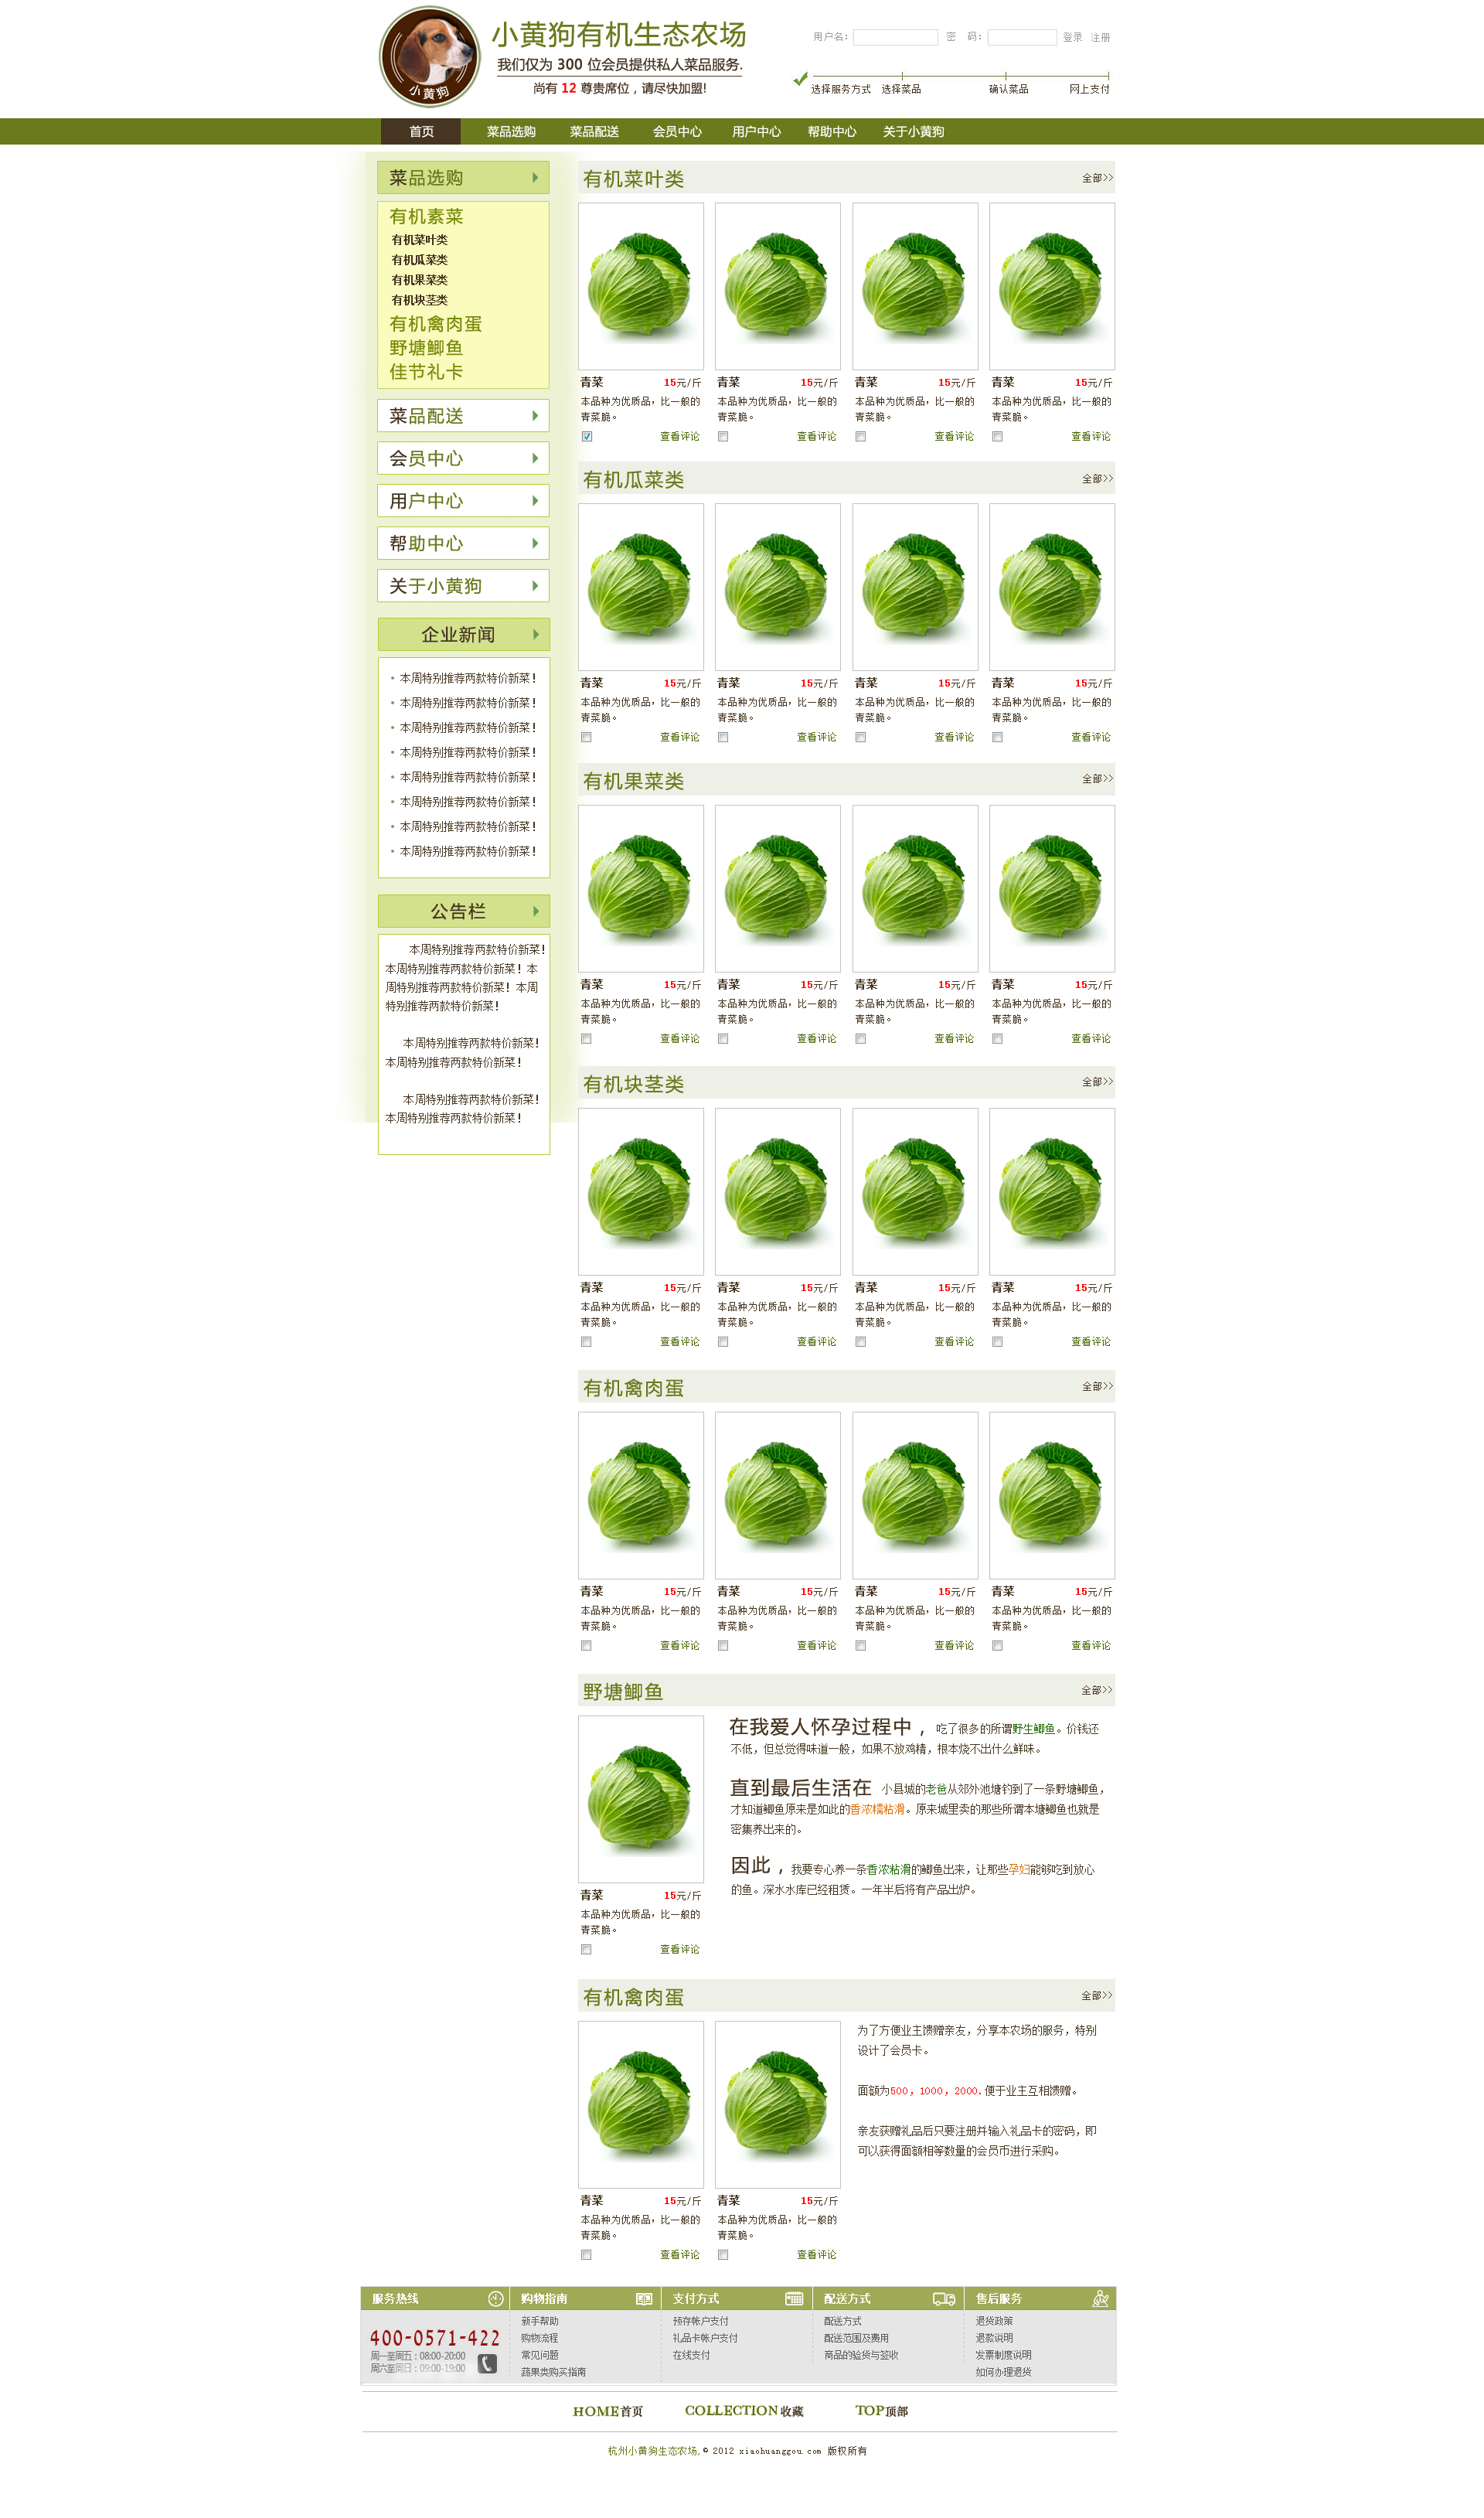 小黄狗
小黄狗有机生态农场
我们仅为 300 位会员提供私人菜品服务.
尚有 12 尊贵席位，请尽快加盟!
用户名: 密 码: 登录 注册
选择服务方式 选择菜品 确认菜品 网上支付
首页 菜品选购 菜品配送 会员中心 用户中心 帮助中心 关于小黄狗
菜品选购
有机素菜
有机菜叶类
有机瓜菜类
有机果菜类
有机块茎类
有机禽肉蛋
野塘鲫鱼
佳节礼卡
菜品配送
会员中心
用户中心
帮助中心
关于小黄狗
企业新闻
本周特别推荐两款特价新菜!
本周特别推荐两款特价新菜!
本周特别推荐两款特价新菜!
本周特别推荐两款特价新菜!
本周特别推荐两款特价新菜!
本周特别推荐两款特价新菜!
本周特别推荐两款特价新菜!
本周特别推荐两款特价新菜!
公告栏
本周特别推荐两款特价新菜!
本周特别推荐两款特价新菜! 本
周特别推荐两款特价新菜! 本周
特别推荐两款特价新菜!
本周特别推荐两款特价新菜!
本周特别推荐两款特价新菜!
本周特别推荐两款特价新菜!
本周特别推荐两款特价新菜!
有机菜叶类 全部>>
青菜 15元/斤 青菜 15元/斤 青菜 15元/斤 青菜 15元/斤
本品种为优质品，比一般的 本品种为优质品，比一般的 本品种为优质品，比一般的 本品种为优质品，比一般的
青菜脆。 青菜脆。 青菜脆。 青菜脆。
查看评论 查看评论 查看评论 查看评论
有机瓜菜类 全部>>
青菜 15元/斤 青菜 15元/斤 青菜 15元/斤 青菜 15元/斤
本品种为优质品，比一般的 本品种为优质品，比一般的 本品种为优质品，比一般的 本品种为优质品，比一般的
青菜脆。 青菜脆。 青菜脆。 青菜脆。
查看评论 查看评论 查看评论 查看评论
有机果菜类 全部>>
青菜 15元/斤 青菜 15元/斤 青菜 15元/斤 青菜 15元/斤
本品种为优质品，比一般的 本品种为优质品，比一般的 本品种为优质品，比一般的 本品种为优质品，比一般的
青菜脆。 青菜脆。 青菜脆。 青菜脆。
查看评论 查看评论 查看评论 查看评论
有机块茎类 全部>>
青菜 15元/斤 青菜 15元/斤 青菜 15元/斤 青菜 15元/斤
本品种为优质品，比一般的 本品种为优质品，比一般的 本品种为优质品，比一般的 本品种为优质品，比一般的
青菜脆。 青菜脆。 青菜脆。 青菜脆。
查看评论 查看评论 查看评论 查看评论
有机禽肉蛋 全部>>
青菜 15元/斤 青菜 15元/斤 青菜 15元/斤 青菜 15元/斤
本品种为优质品，比一般的 本品种为优质品，比一般的 本品种为优质品，比一般的 本品种为优质品，比一般的
青菜脆。 青菜脆。 青菜脆。 青菜脆。
查看评论 查看评论 查看评论 查看评论
野塘鲫鱼 全部>>
在我爱人怀孕过程中， 吃了很多的所谓野生鲫鱼。价钱还
不低，但总觉得味道一般，如果不放鸡精，根本烧不出什么鲜味。
直到最后生活在 小县城的老爸从郊外池塘钓到了一条野塘鲫鱼，
才知道鲫鱼原来是如此的香浓糯粘滑。原来城里卖的那些所谓本塘鲫鱼也就是
密集养出来的。
因此，我要专心养一条香浓粘滑的鲫鱼出来，让那些孕妇能够吃到放心
的鱼。深水水库已经租赁。一年半后将有产品出炉。
青菜 15元/斤
本品种为优质品，比一般的
青菜脆。
查看评论
有机禽肉蛋 全部>>
为了方便业主馈赠亲友，分享本农场的服务，特别
设计了会员卡。
面额为500，1000，2000. 便于业主互相馈赠。
亲友获赠礼品后只要注册并输入礼品卡的密码，即
可以获得面额相等数量的会员币进行采购。
青菜 15元/斤 青菜 15元/斤
本品种为优质品，比一般的 本品种为优质品，比一般的
青菜脆。 青菜脆。
查看评论 查看评论
服务热线 购物指南 支付方式 配送方式 售后服务
400-0571-422
周一至周五：08:00-20:00
周六至周日：09:00-19:00
新手帮助
购物流程
常见问题
蔬果类购买指南
预存帐户支付
礼品卡帐户支付
在线支付
配送方式
配送范围及费用
商品的验货与签收
退货政策
退款说明
发票制度说明
如何办理退货
HOME首页 COLLECTION收藏 TOP顶部
杭州小黄狗生态农场,© 2012 xiaohuanggou.com 版权所有